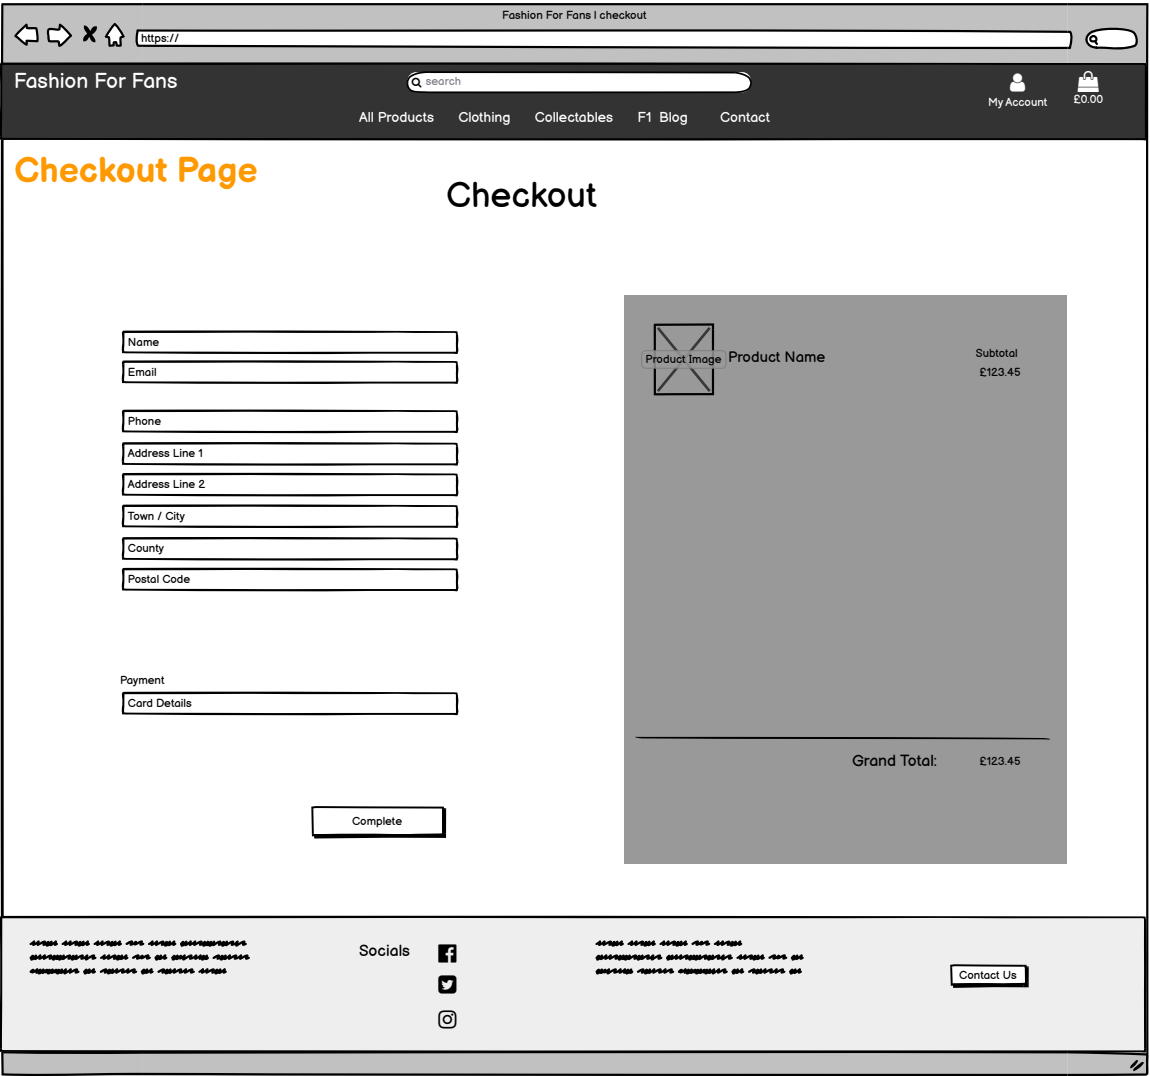 Fashion For Fans | checkout
https://
Fashion For Fans
search
My Account
£0.00
All Products Clothing Collectables F1 Blog Contact
Checkout Page
Checkout
Name
Email
Phone
Address Line 1
Address Line 2
Town / City
County
Postal Code
Payment
Card Details
Complete
Product Image
Product Name
Subtotal
£123.45
Grand Total: £123.45
Socials
Contact Us